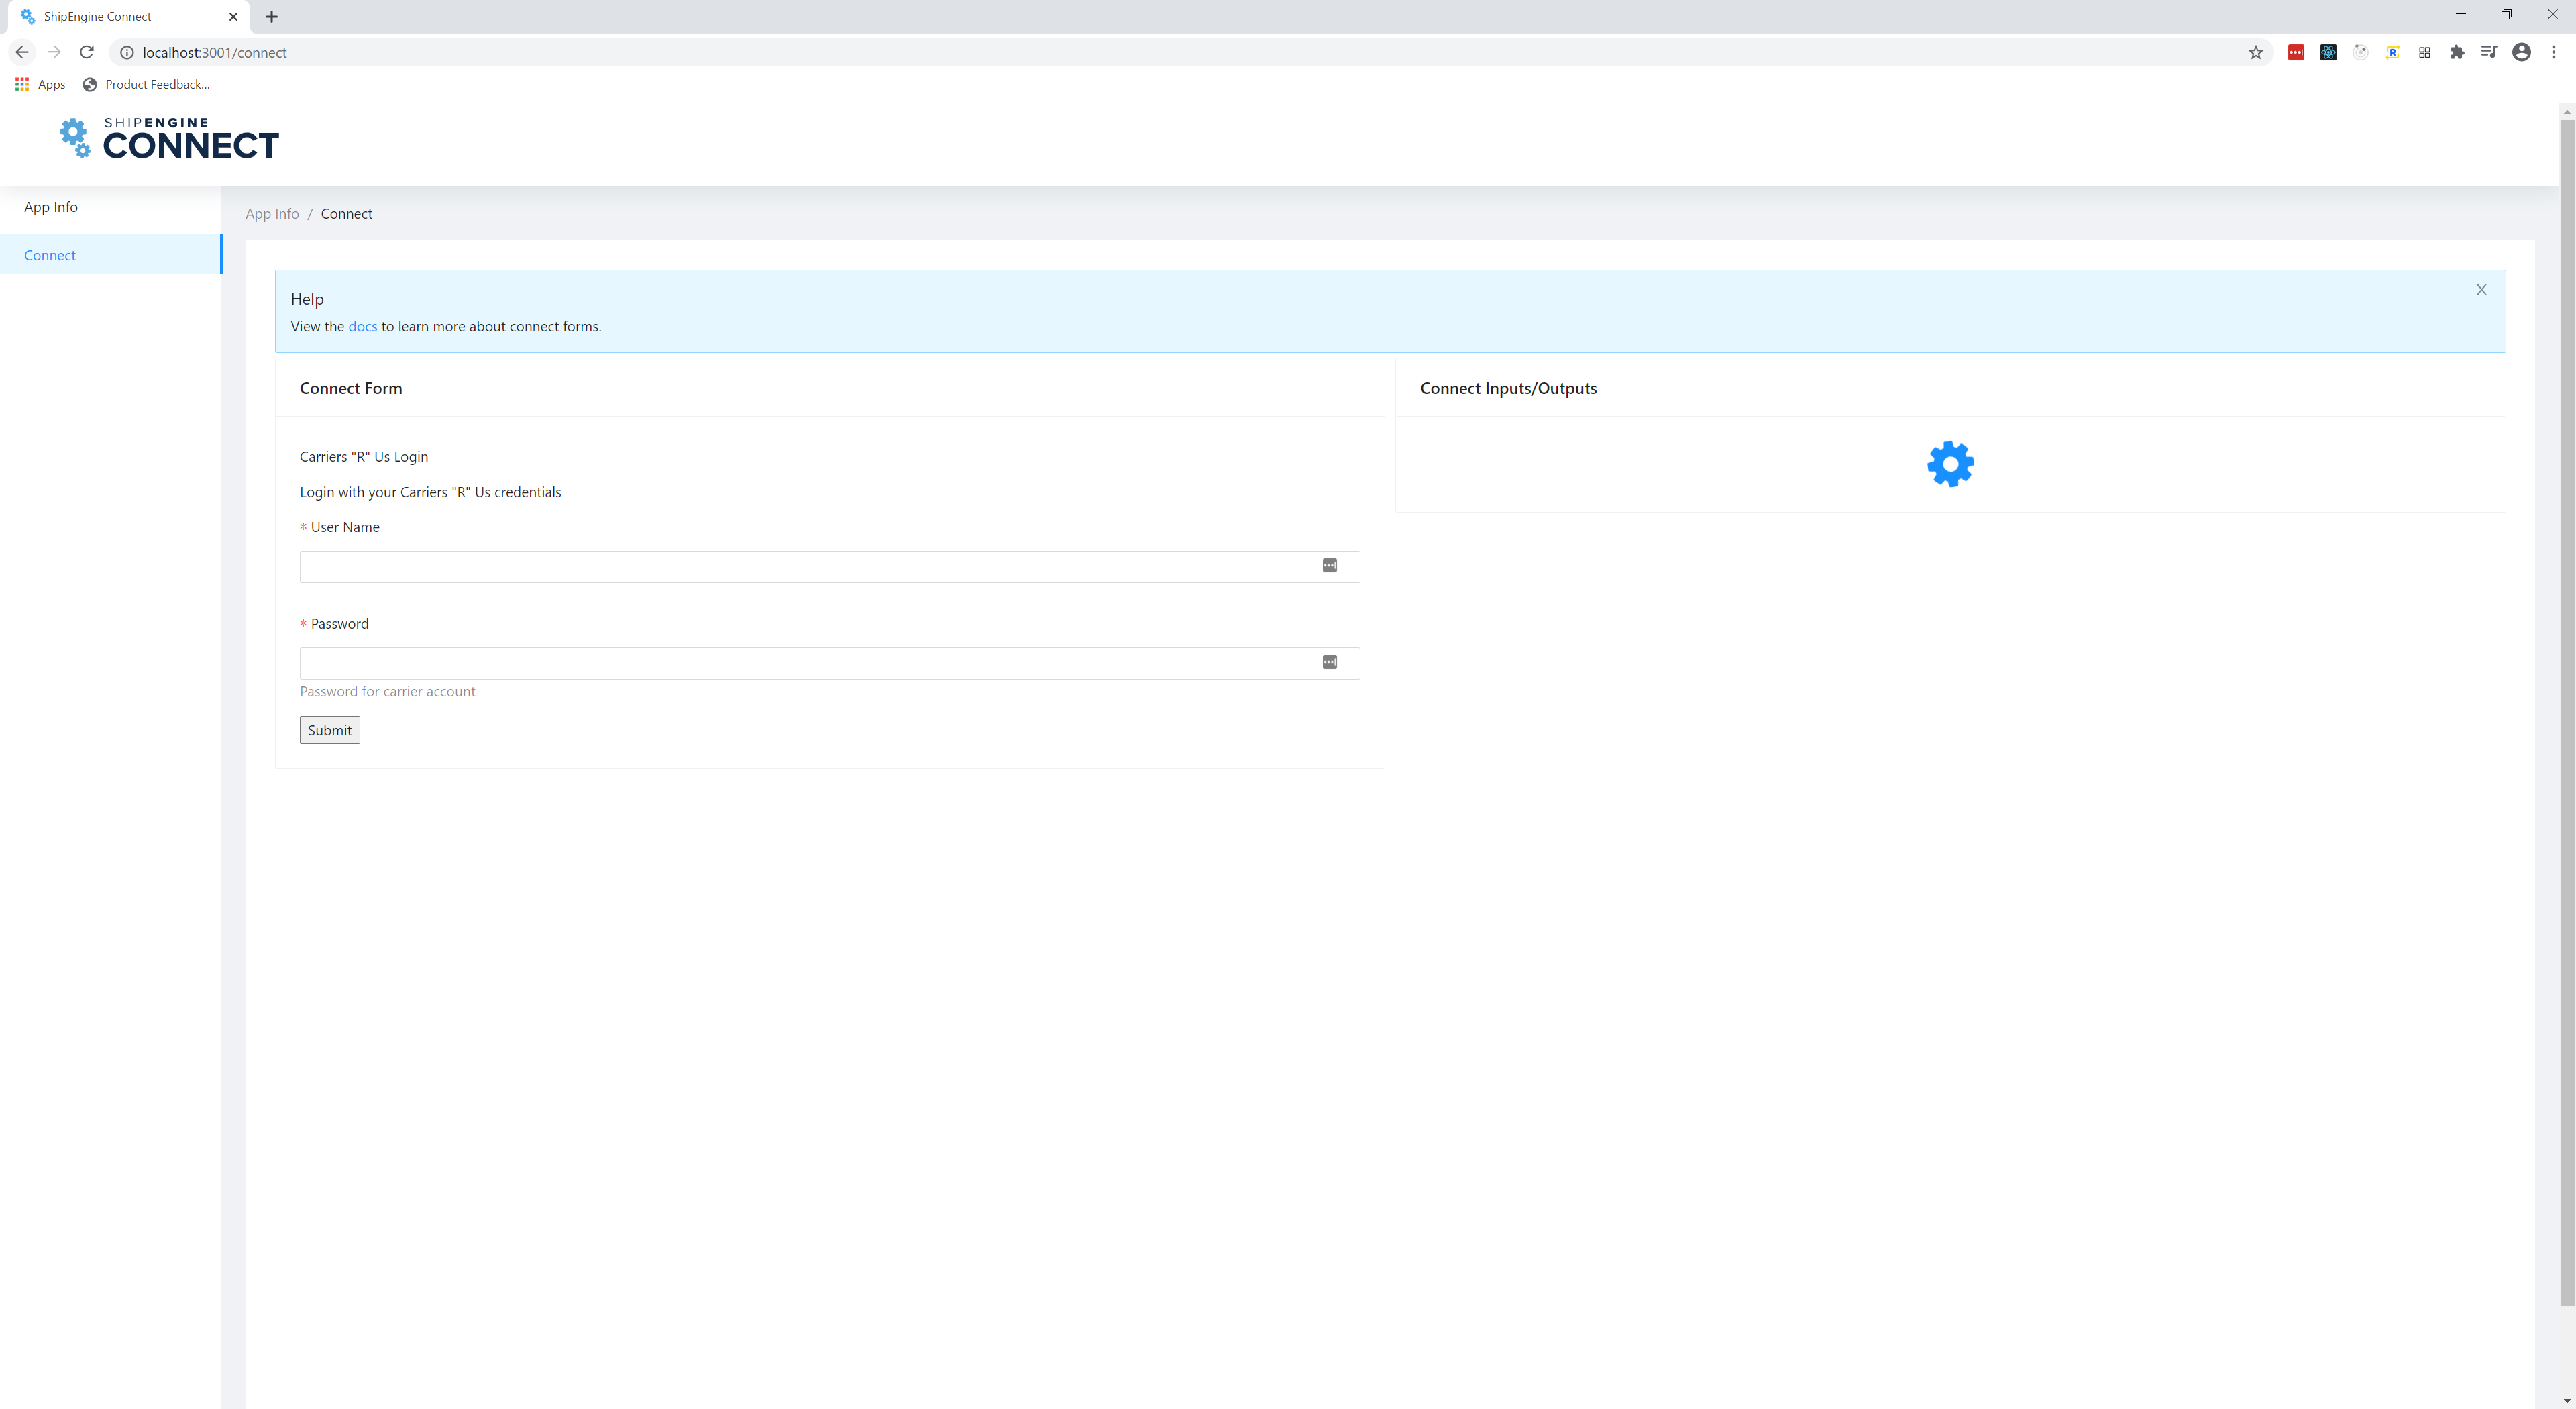 ShipEngine Connect
localhost:3001/connect
Apps
Product Feedback...
SHIPENGINE
CONNECT
App Info
Connect
App Info / Connect
Help
View the docs to learn more about connect forms.
Connect Form
Connect Inputs/Outputs
Carriers "R" Us Login
Login with your Carriers "R" Us credentials
* User Name
* Password
Password for carrier account
Submit